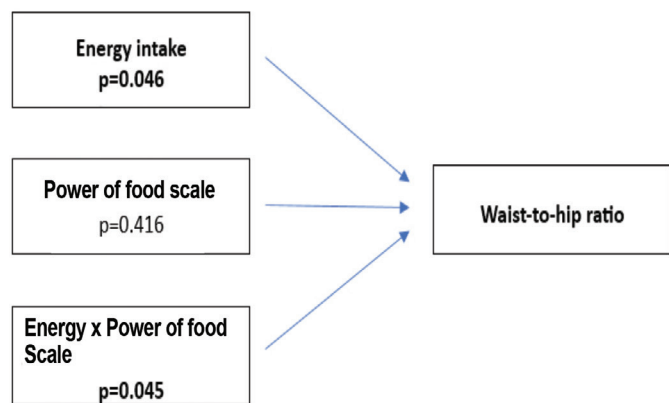 Energy intake
p=0.046
Power of food scale
p=0.416
Waist-to-hip ratio
Energy x Power of food
Scale
p=0.045